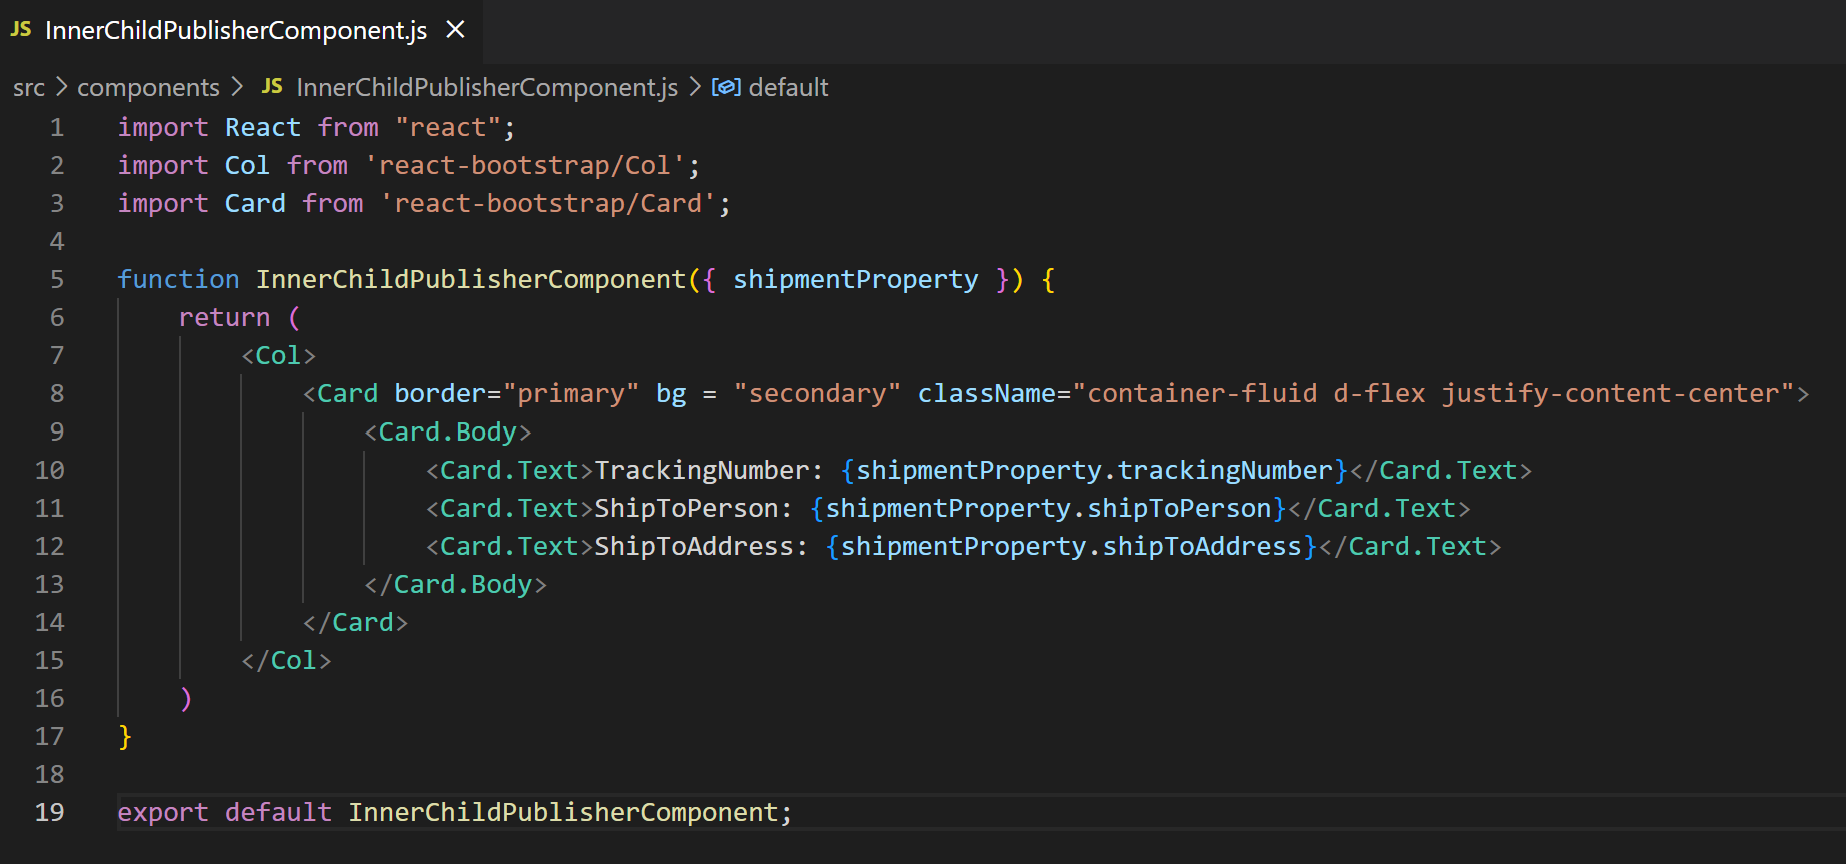 JS InnerChildPublisherComponent.js ×
src > components > JS InnerChildPublisherComponent.js > default
1 import React from "react";
2 import Col from 'react-bootstrap/Col';
3 import Card from 'react-bootstrap/Card';
4
5 function InnerChildPublisherComponent({ shipmentProperty }) {
6     return (
7         <Col>
8             <Card border="primary" bg = "secondary" className="container-fluid d-flex justify-content-center">
9                 <Card.Body>
10                     <Card.Text>TrackingNumber: {shipmentProperty.trackingNumber}</Card.Text>
11                     <Card.Text>ShipToPerson: {shipmentProperty.shipToPerson}</Card.Text>
12                     <Card.Text>ShipToAddress: {shipmentProperty.shipToAddress}</Card.Text>
13                 </Card.Body>
14             </Card>
15         </Col>
16     )
17 }
18
19 export default InnerChildPublisherComponent;